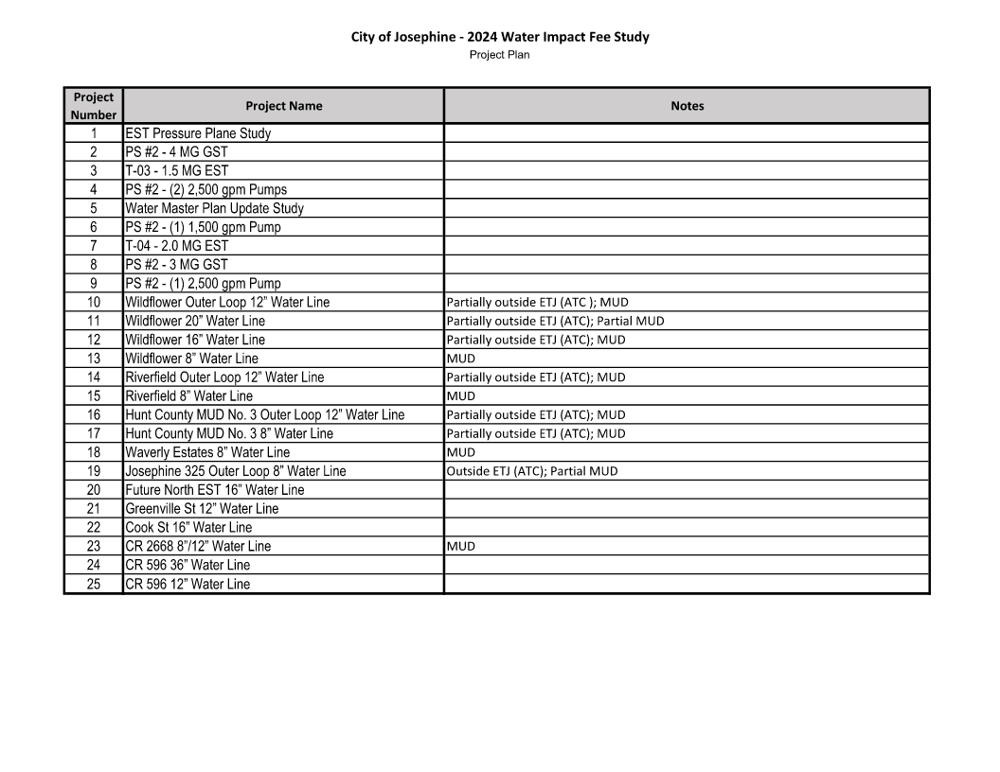 City of Josephine - 2024 Water Impact Fee Study
Project Plan
Project Number Project Name Notes
1 EST Pressure Plane Study
2 PS #2 - 4 MG GST
3 T-03 - 1.5 MG EST
4 PS #2 - (2) 2,500 gpm Pumps
5 Water Master Plan Update Study
6 PS #2 - (1) 1,500 gpm Pump
7 T-04 - 2.0 MG EST
8 PS #2 - 3 MG GST
9 PS #2 - (1) 2,500 gpm Pump
10 Wildflower Outer Loop 12” Water Line Partially outside ETJ (ATC ); MUD
11 Wildflower 20” Water Line Partially outside ETJ (ATC); Partial MUD
12 Wildflower 16” Water Line Partially outside ETJ (ATC); MUD
13 Wildflower 8” Water Line MUD
14 Riverfield Outer Loop 12” Water Line Partially outside ETJ (ATC); MUD
15 Riverfield 8” Water Line MUD
16 Hunt County MUD No. 3 Outer Loop 12” Water Line Partially outside ETJ (ATC); MUD
17 Hunt County MUD No. 3 8” Water Line Partially outside ETJ (ATC); MUD
18 Waverly Estates 8” Water Line MUD
19 Josephine 325 Outer Loop 8” Water Line Outside ETJ (ATC); Partial MUD
20 Future North EST 16” Water Line
21 Greenville St 12” Water Line
22 Cook St 16” Water Line
23 CR 2668 8”/12” Water Line MUD
24 CR 596 36” Water Line
25 CR 596 12” Water Line